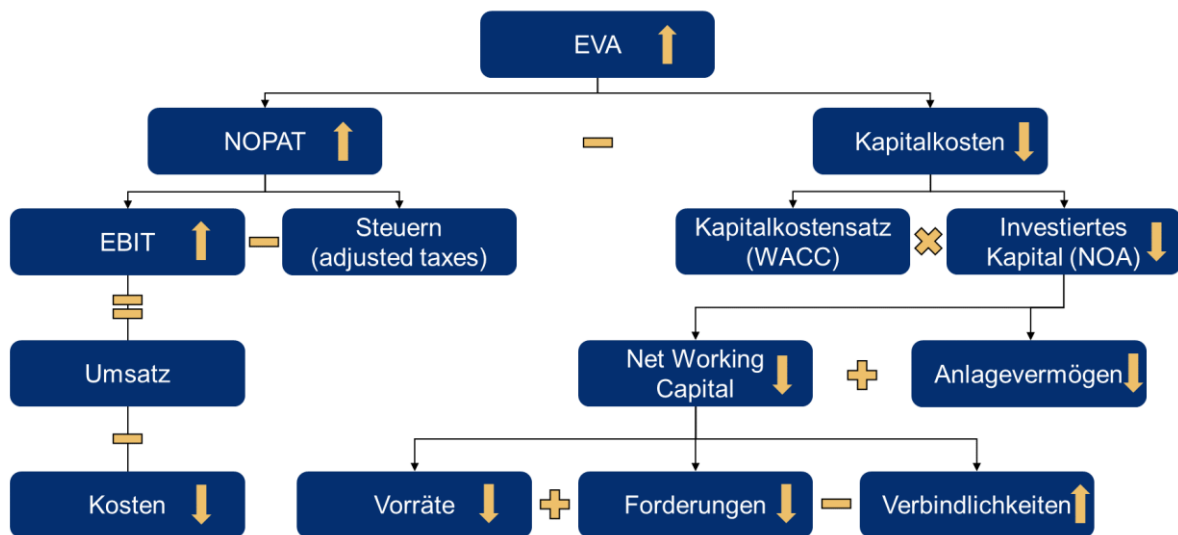 EVA
NOPAT
Kapitalkosten
EBIT
Steuern
(adjusted taxes)
Kapitalkostensatz
(WACC)
Investiertes
Kapital (NOA)
Umsatz
Net Working
Capital
Anlagevermögen
Kosten
Vorräte
Forderungen
Verbindlichkeiten